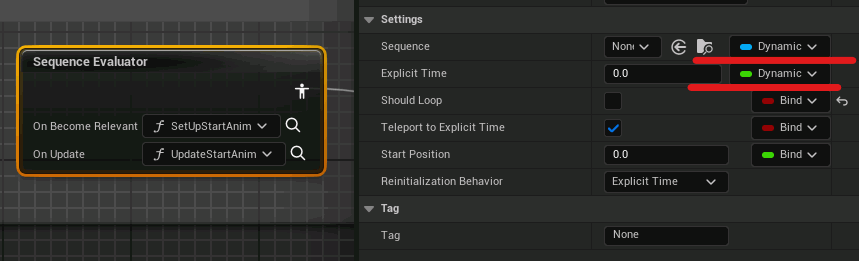 Sequence Evaluator
On Become Relevant
SetUpStartAnim
On Update
UpdateStartAnim
Settings
Sequence
None
Dynamic
Explicit Time
0.0
Dynamic
Should Loop
Bind
Teleport to Explicit Time
Bind
Start Position
0.0
Bind
Reinitialization Behavior
Explicit Time
Tag
Tag
None